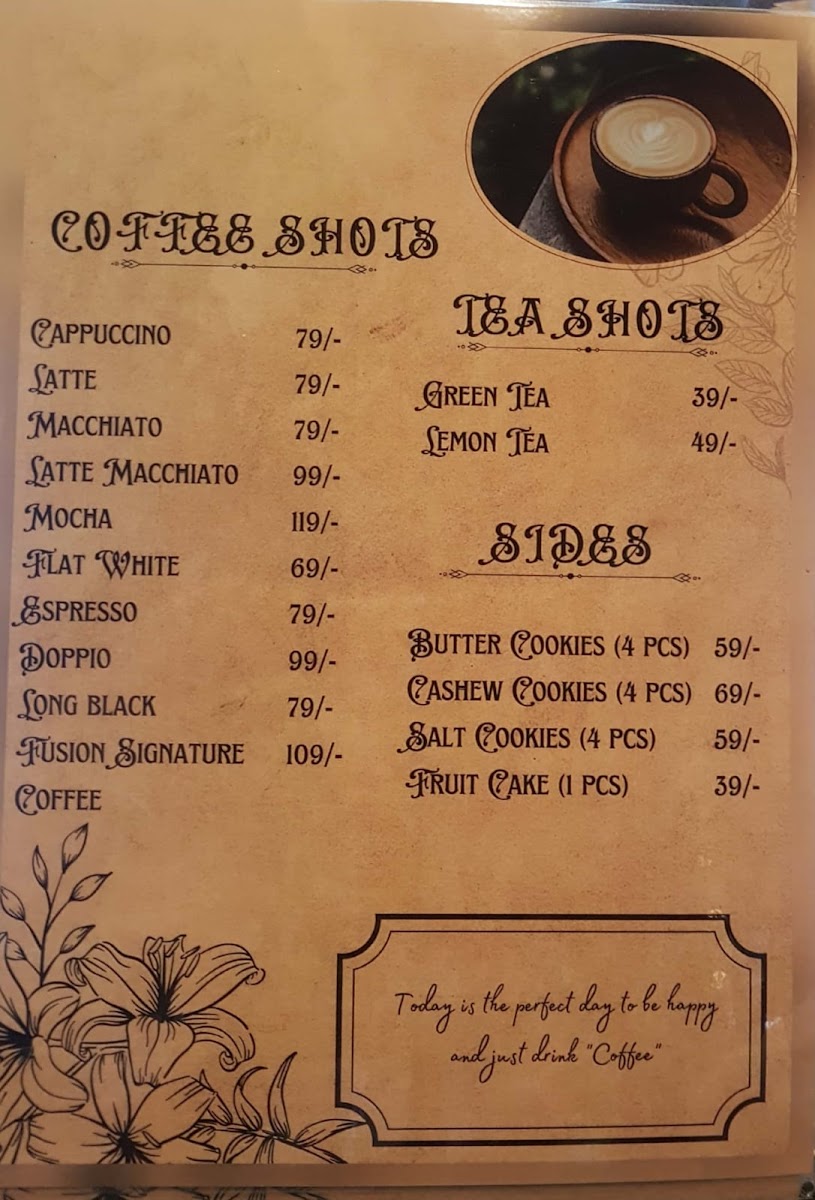 COFFEE SHOTS
CAPPUCCINO 79/-
LATTE 79/-
MACCHIATO 79/-
LATTE MACCHIATO 99/-
MOCHA 119/-
FLAT WHITE 69/-
ESPRESSO 79/-
DOPPIO 99/-
LONG BLACK 79/-
FUSION SIGNATURE 109/-
COFFEE
TEA SHOTS
GREEN TEA 39/-
LEMON TEA 49/-
SIDES
BUTTER COOKIES (4 PCS) 59/-
CASHEW COOKIES (4 PCS) 69/-
SALT COOKIES (4 PCS) 59/-
FRUIT CAKE (1 PCS) 39/-
Today is the perfect day to be happy
and just drink "Coffee"